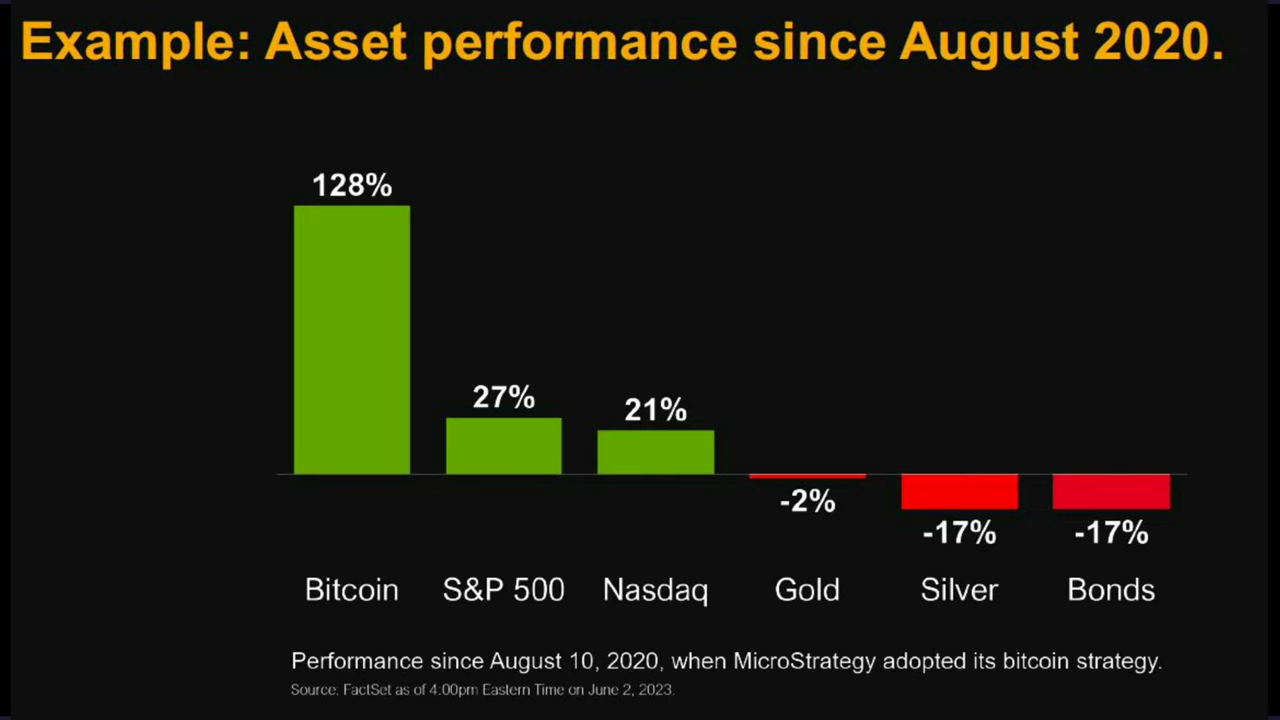 Example: Asset performance since August 2020.
128%
27%
21%
-2%
-17%
-17%
Bitcoin
S&P 500
Nasdaq
Gold
Silver
Bonds
Performance since August 10, 2020, when MicroStrategy adopted its bitcoin strategy.
Source: FactSet as of 4.00pm Eastern Time on June 2, 2023.